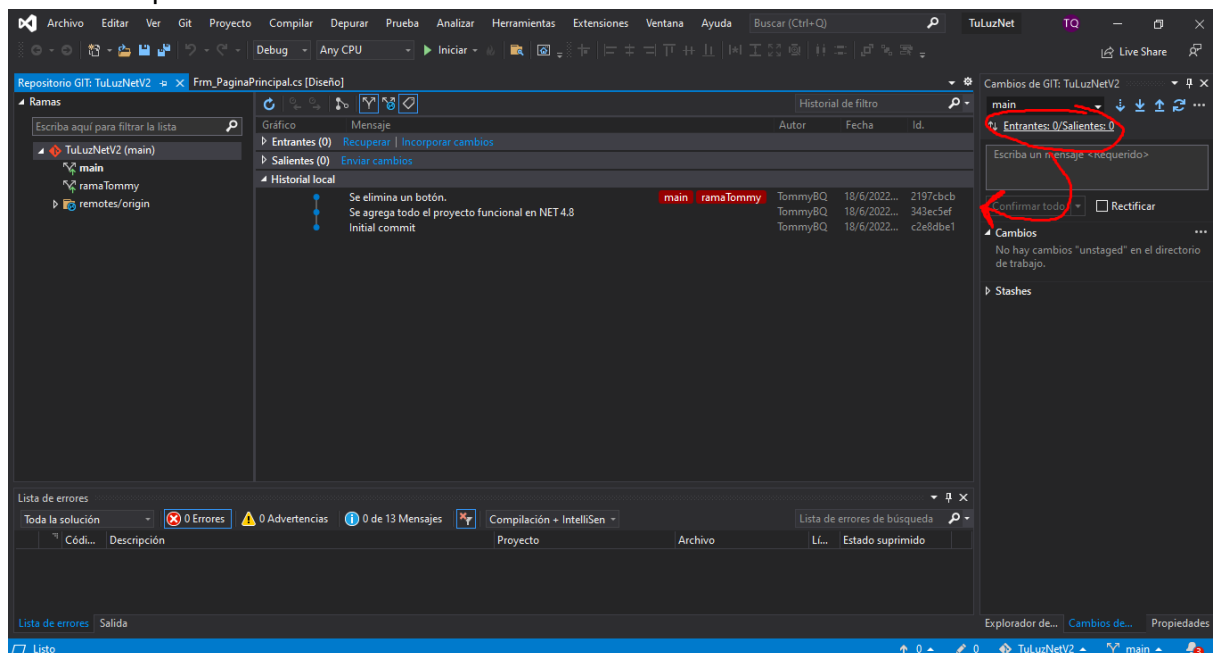 Archivo Editar Ver Git Proyecto Compilar Depurar Prueba Analizar Herramientas Extensiones Ventana Ayuda Buscar (Ctrl+Q) TuLuzNet TQ
Debug Any CPU Iniciar Live Share
Repositorio GIT: TuLuzNetV2 Frm_PaginaPrincipal.cs [Diseño]
Ramas
Escriba aquí para filtrar la lista
TuLuzNetV2 (main)
main
ramaTommy
remotes/origin
Historial de filtro
Gráfico Mensaje Autor Fecha Id.
Entrantes (0) Recuperar | Incorporar cambios
Salientes (0) Enviar cambios
Historial local
Se elimina un botón. main ramaTommy TommyBQ 18/6/2022... 2197cbcb
Se agrega todo el proyecto funcional en NET 4.8 TommyBQ 18/6/2022... 343ec5ef
Initial commit TommyBQ 18/6/2022... c2e8dbe1
Cambios de GIT: TuLuzNetV2
main
Entrantes: 0/Salientes: 0
Escriba un mensaje <Requerido>
Confirmar todo Rectificar
Cambios
No hay cambios "unstaged" en el directorio
de trabajo.
Stashes
Lista de errores
Toda la solución 0 Errores 0 Advertencias 0 de 13 Mensajes Compilación + IntelliSen Lista de errores de búsqueda
Códi... Descripción Proyecto Archivo Lí... Estado suprimido
Lista de errores Salida
Explorador de... Cambios de... Propiedades
Listo 0 0 TuLuzNetV2 main 3